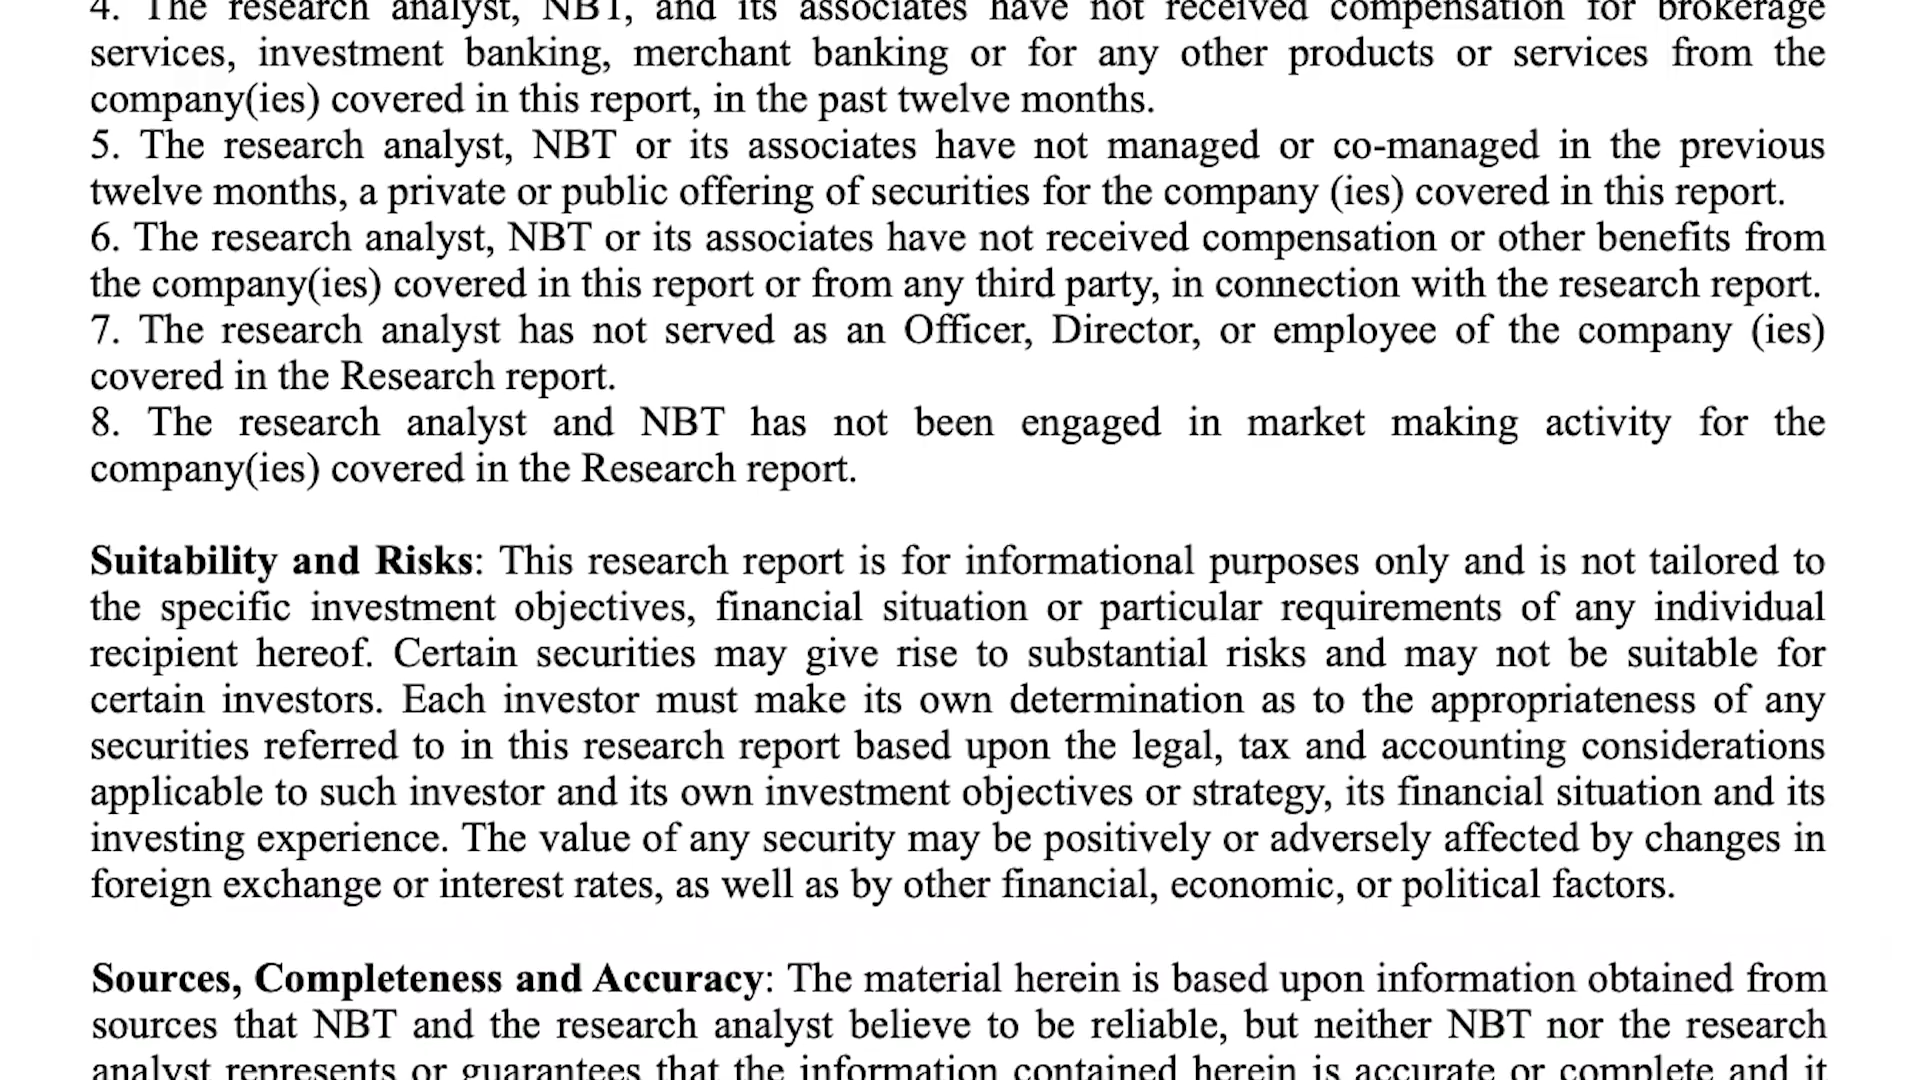 4. The research analyst, NBT, and its associates have not received compensation for brokerage
services, investment banking, merchant banking or for any other products or services from the
company(ies) covered in this report, in the past twelve months.
5. The research analyst, NBT or its associates have not managed or co-managed in the previous
twelve months, a private or public offering of securities for the company (ies) covered in this report.
6. The research analyst, NBT or its associates have not received compensation or other benefits from
the company(ies) covered in this report or from any third party, in connection with the research report.
7. The research analyst has not served as an Officer, Director, or employee of the company (ies)
covered in the Research report.
8. The research analyst and NBT has not been engaged in market making activity for the
company(ies) covered in the Research report.
Suitability and Risks: This research report is for informational purposes only and is not tailored to
the specific investment objectives, financial situation or particular requirements of any individual
recipient hereof. Certain securities may give rise to substantial risks and may not be suitable for
certain investors. Each investor must make its own determination as to the appropriateness of any
securities referred to in this research report based upon the legal, tax and accounting considerations
applicable to such investor and its own investment objectives or strategy, its financial situation and its
investing experience. The value of any security may be positively or adversely affected by changes in
foreign exchange or interest rates, as well as by other financial, economic, or political factors.
Sources, Completeness and Accuracy: The material herein is based upon information obtained from
sources that NBT and the research analyst believe to be reliable, but neither NBT nor the research
analyst represents or guarantees that the information contained herein is accurate or complete and it